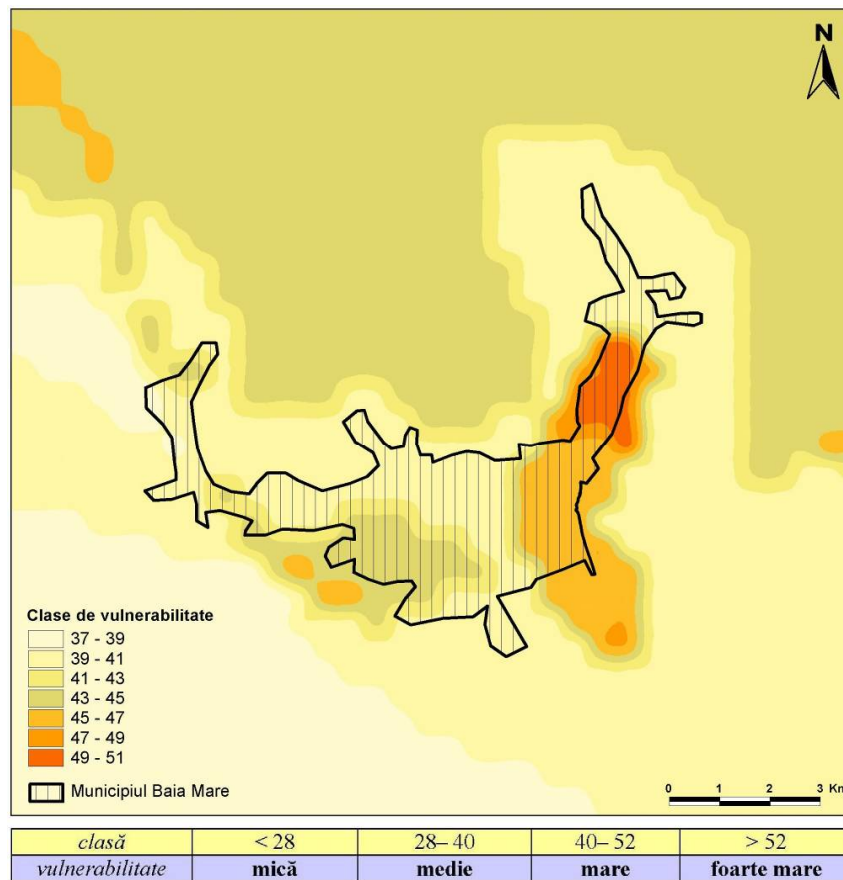 N
Clase de vulnerabilitate
37 - 39
39 - 41
41 - 43
43 - 45
45 - 47
47 - 49
49 - 51
Municipiul Baia Mare
0 1 2 3 Km
clasă < 28 28– 40 40– 52 > 52
vulnerabilitate mică medie mare foarte mare